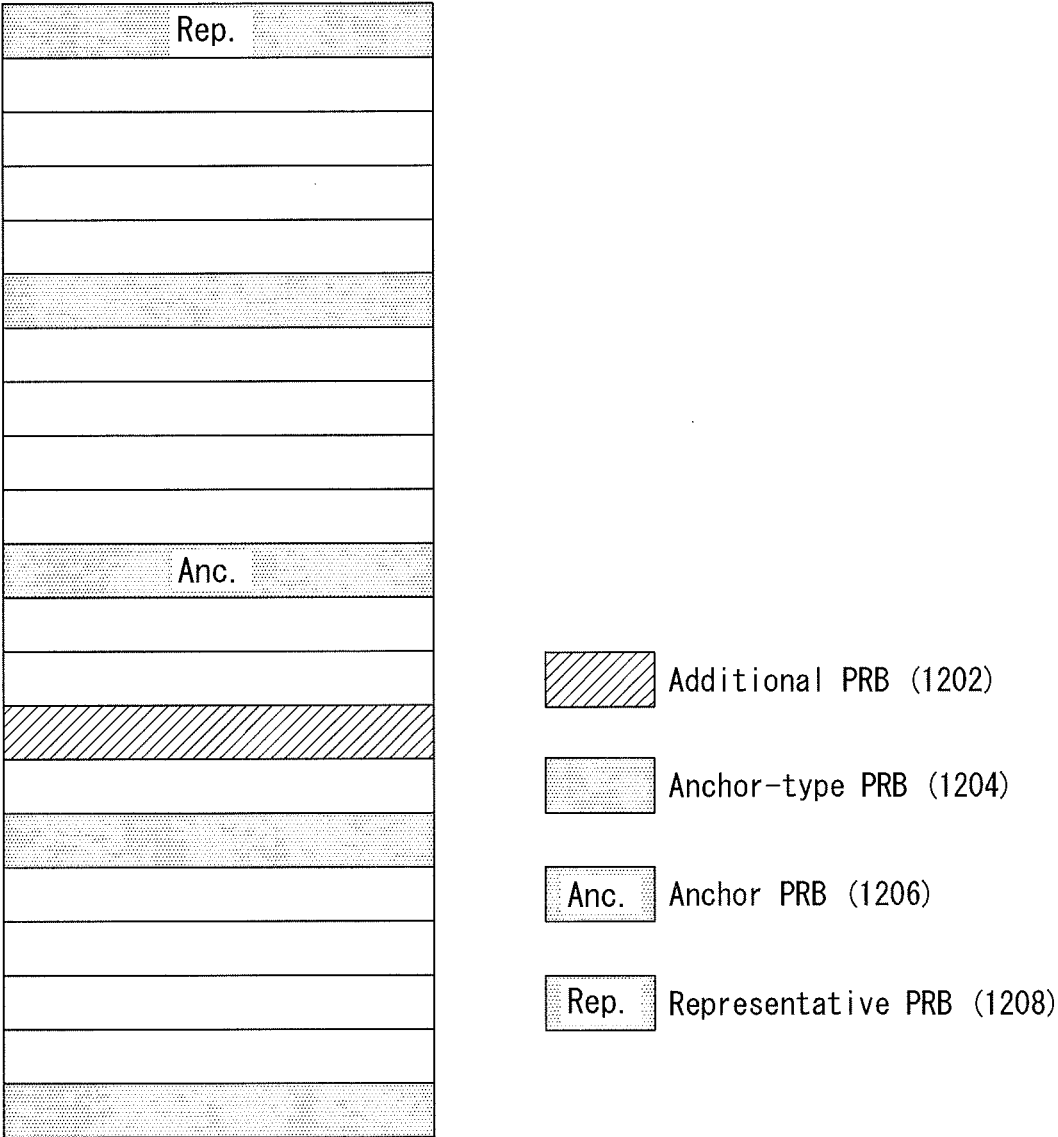 Rep.
Anc.
Additional PRB (1202)
Anchor-type PRB (1204)
Anc. Anchor PRB (1206)
Rep. Representative PRB (1208)